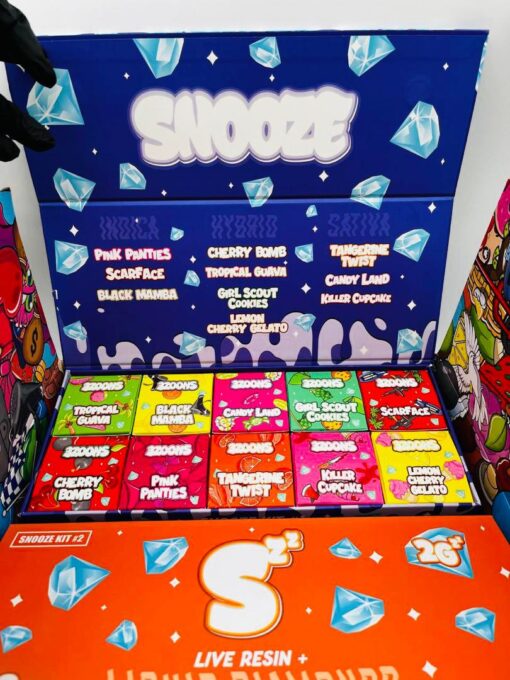 SNOOZE
INDICA HYBRID SATIVA
PINK PANTIES
SCARFACE
BLACK MAMBA
CHERRY BOMB
TROPICAL GUAVA
GIRL SCOUT
COOKIES
LEMON
CHERRY GELATO
TANGERINE
TWIST
CANDY LAND
KILLER CUPCAKE
3ZOONS
TROPICAL
GUAVA
3ZOONS
BLACK
MAMBA
3ZOONS
CANDY LAND
3ZOONS
GIRL SCOUT
COOKIES
3ZOONS
SCARFACE
3ZOONS
CHERRY
BOMB
3ZOONS
PINK
PANTIES
3ZOONS
TANGERINE
TWIST
3ZOONS
KILLER
CUPCAKE
3ZOONS
LEMON
CHERRY
GELATO
SNOOZE KIT #2
SZZ
2G
LIVE RESIN +
LIQUID DIAMONDS